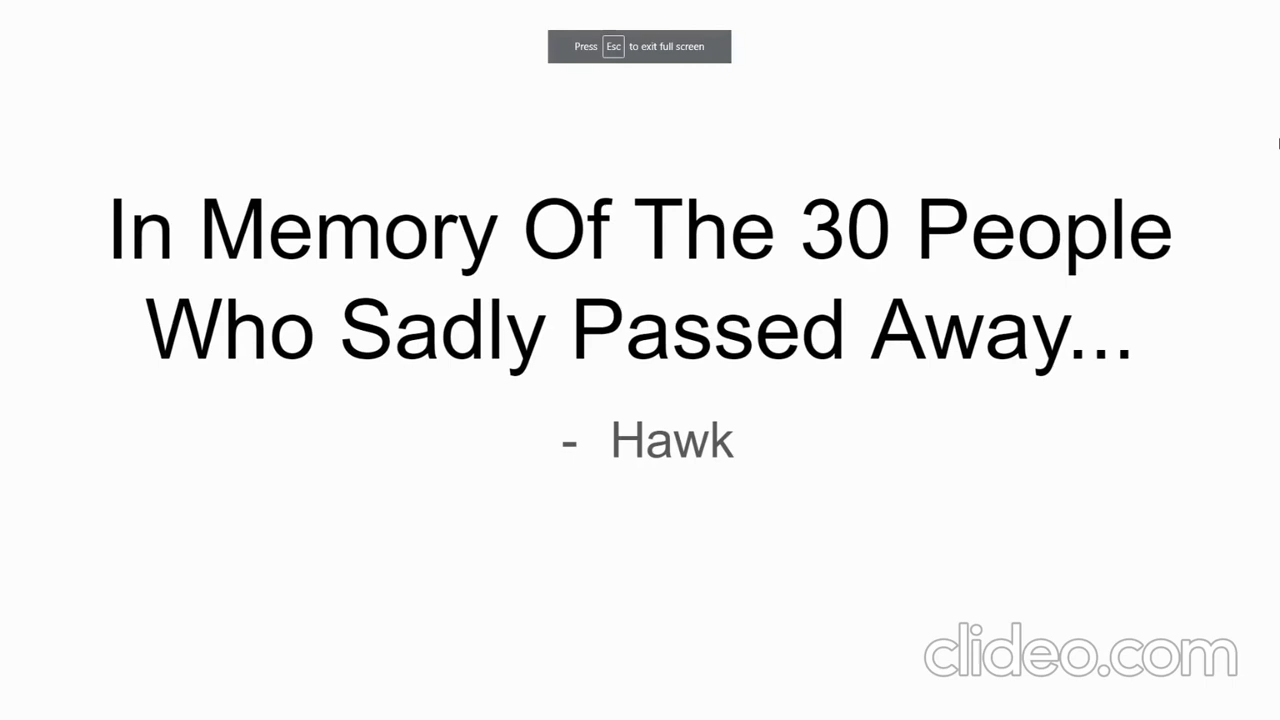 Press Esc to exit full screen
In Memory Of The 30 People
Who Sadly Passed Away...
- Hawk
clideo.com